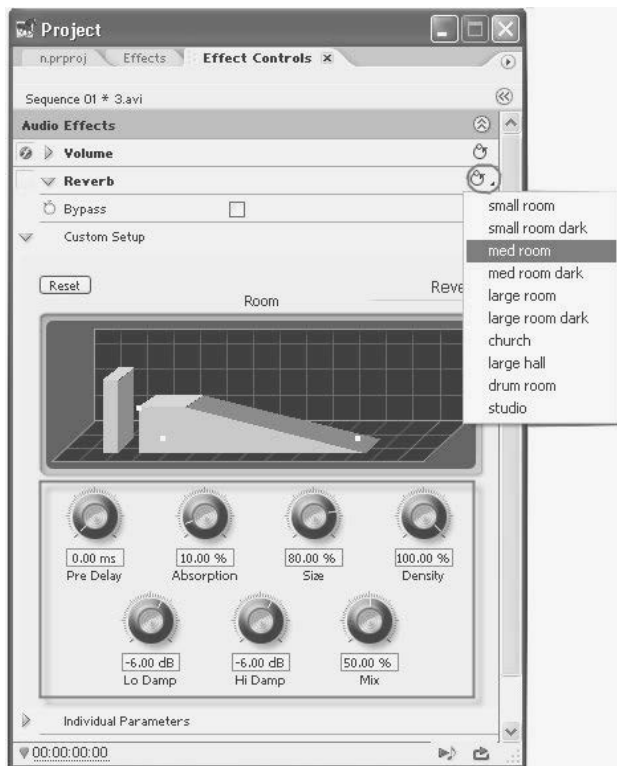 Project
n.prproj Effects Effect Controls x
Sequence 01 * 3.avi
Audio Effects
Volume
Reverb
Bypass
Custom Setup
small room
small room dark
med room
med room dark
large room
large room dark
church
large hall
drum room
studio
Reset
Reve
Room
0.00 ms 10.00 % 80.00 % 100.00 %
Pre Delay Absorption Size Density
-6.00 dB -6.00 dB 50.00 %
Lo Damp Hi Damp Mix
Individual Parameters
00:00:00:00